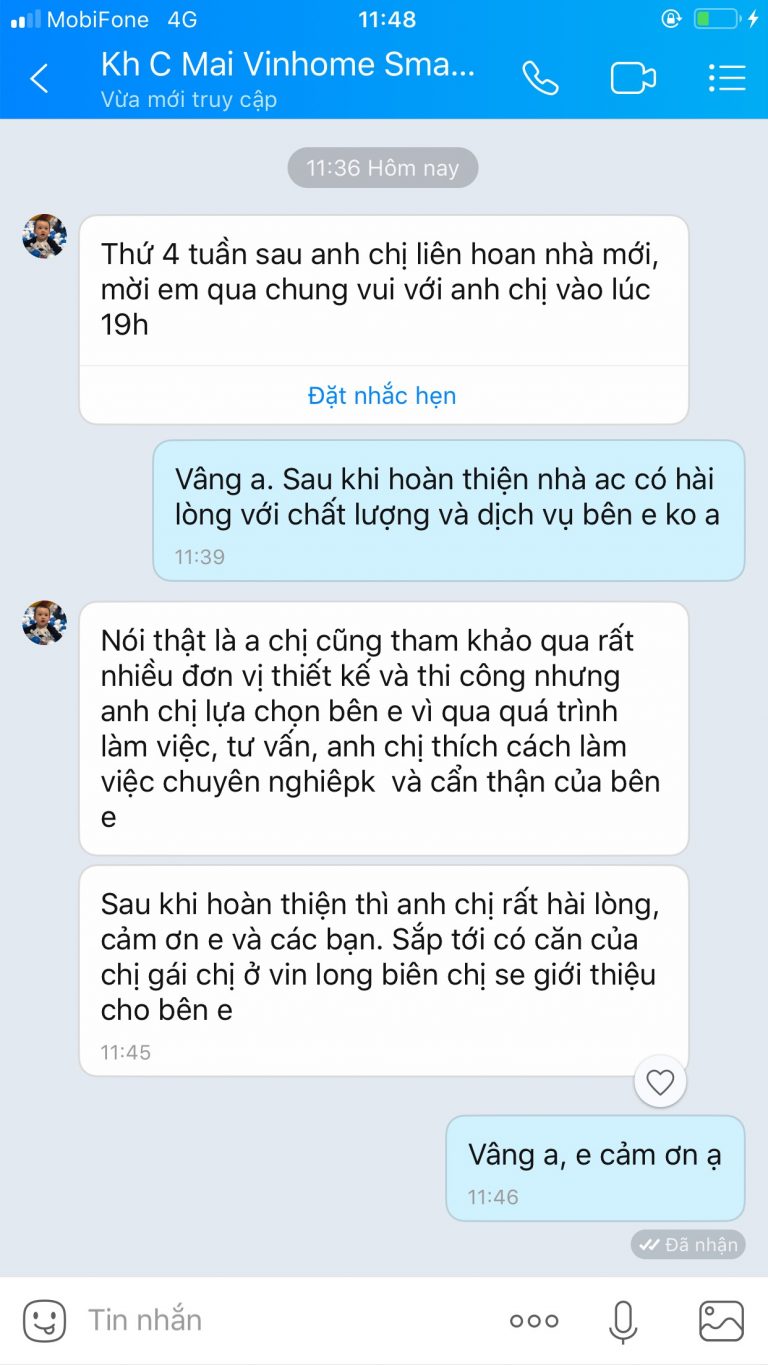 MobiFone 4G 11:48
Kh C Mai Vinhome Sma...
Vừa mới truy cập
11:36 Hôm nay
Thứ 4 tuần sau anh chị liên hoan nhà mới,
mời em qua chung vui với anh chị vào lúc
19h
Đặt nhắc hẹn
Vâng a. Sau khi hoàn thiện nhà ac có hài
lòng với chất lượng và dịch vụ bên e ko a
11:39
Nói thật là a chị cũng tham khảo qua rất
nhiều đơn vị thiết kế và thi công nhưng
anh chị lựa chọn bên e vì qua quá trình
làm việc, tư vấn, anh chị thích cách làm
việc chuyên nghiêpk và cẩn thận của bên
e
Sau khi hoàn thiện thì anh chị rất hài lòng,
cảm ơn e và các bạn. Sắp tới có căn của
chị gái chị ở vin long biên chị se giới thiệu
cho bên e
11:45
Vâng a, e cảm ơn ạ
11:46
Đã nhận
Tin nhắn